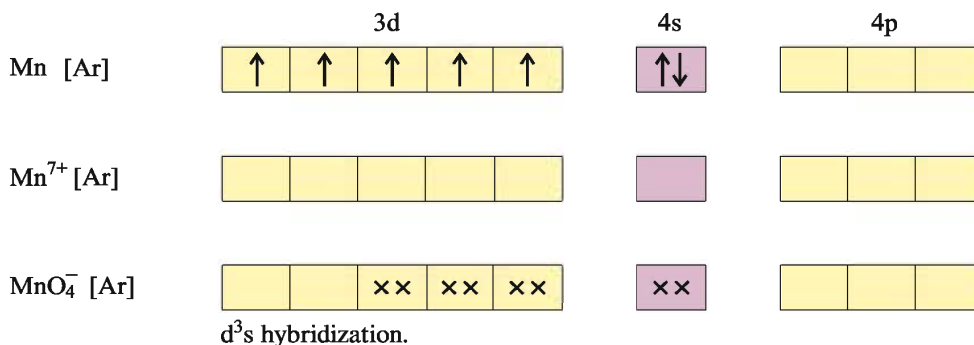 3d 4s 4p
Mn [Ar] ↑ ↑ ↑ ↑ ↑ ↑↓
Mn⁷⁺ [Ar]
MnO₄⁻ [Ar] ×× ×× ×× ××
d³s hybridization.